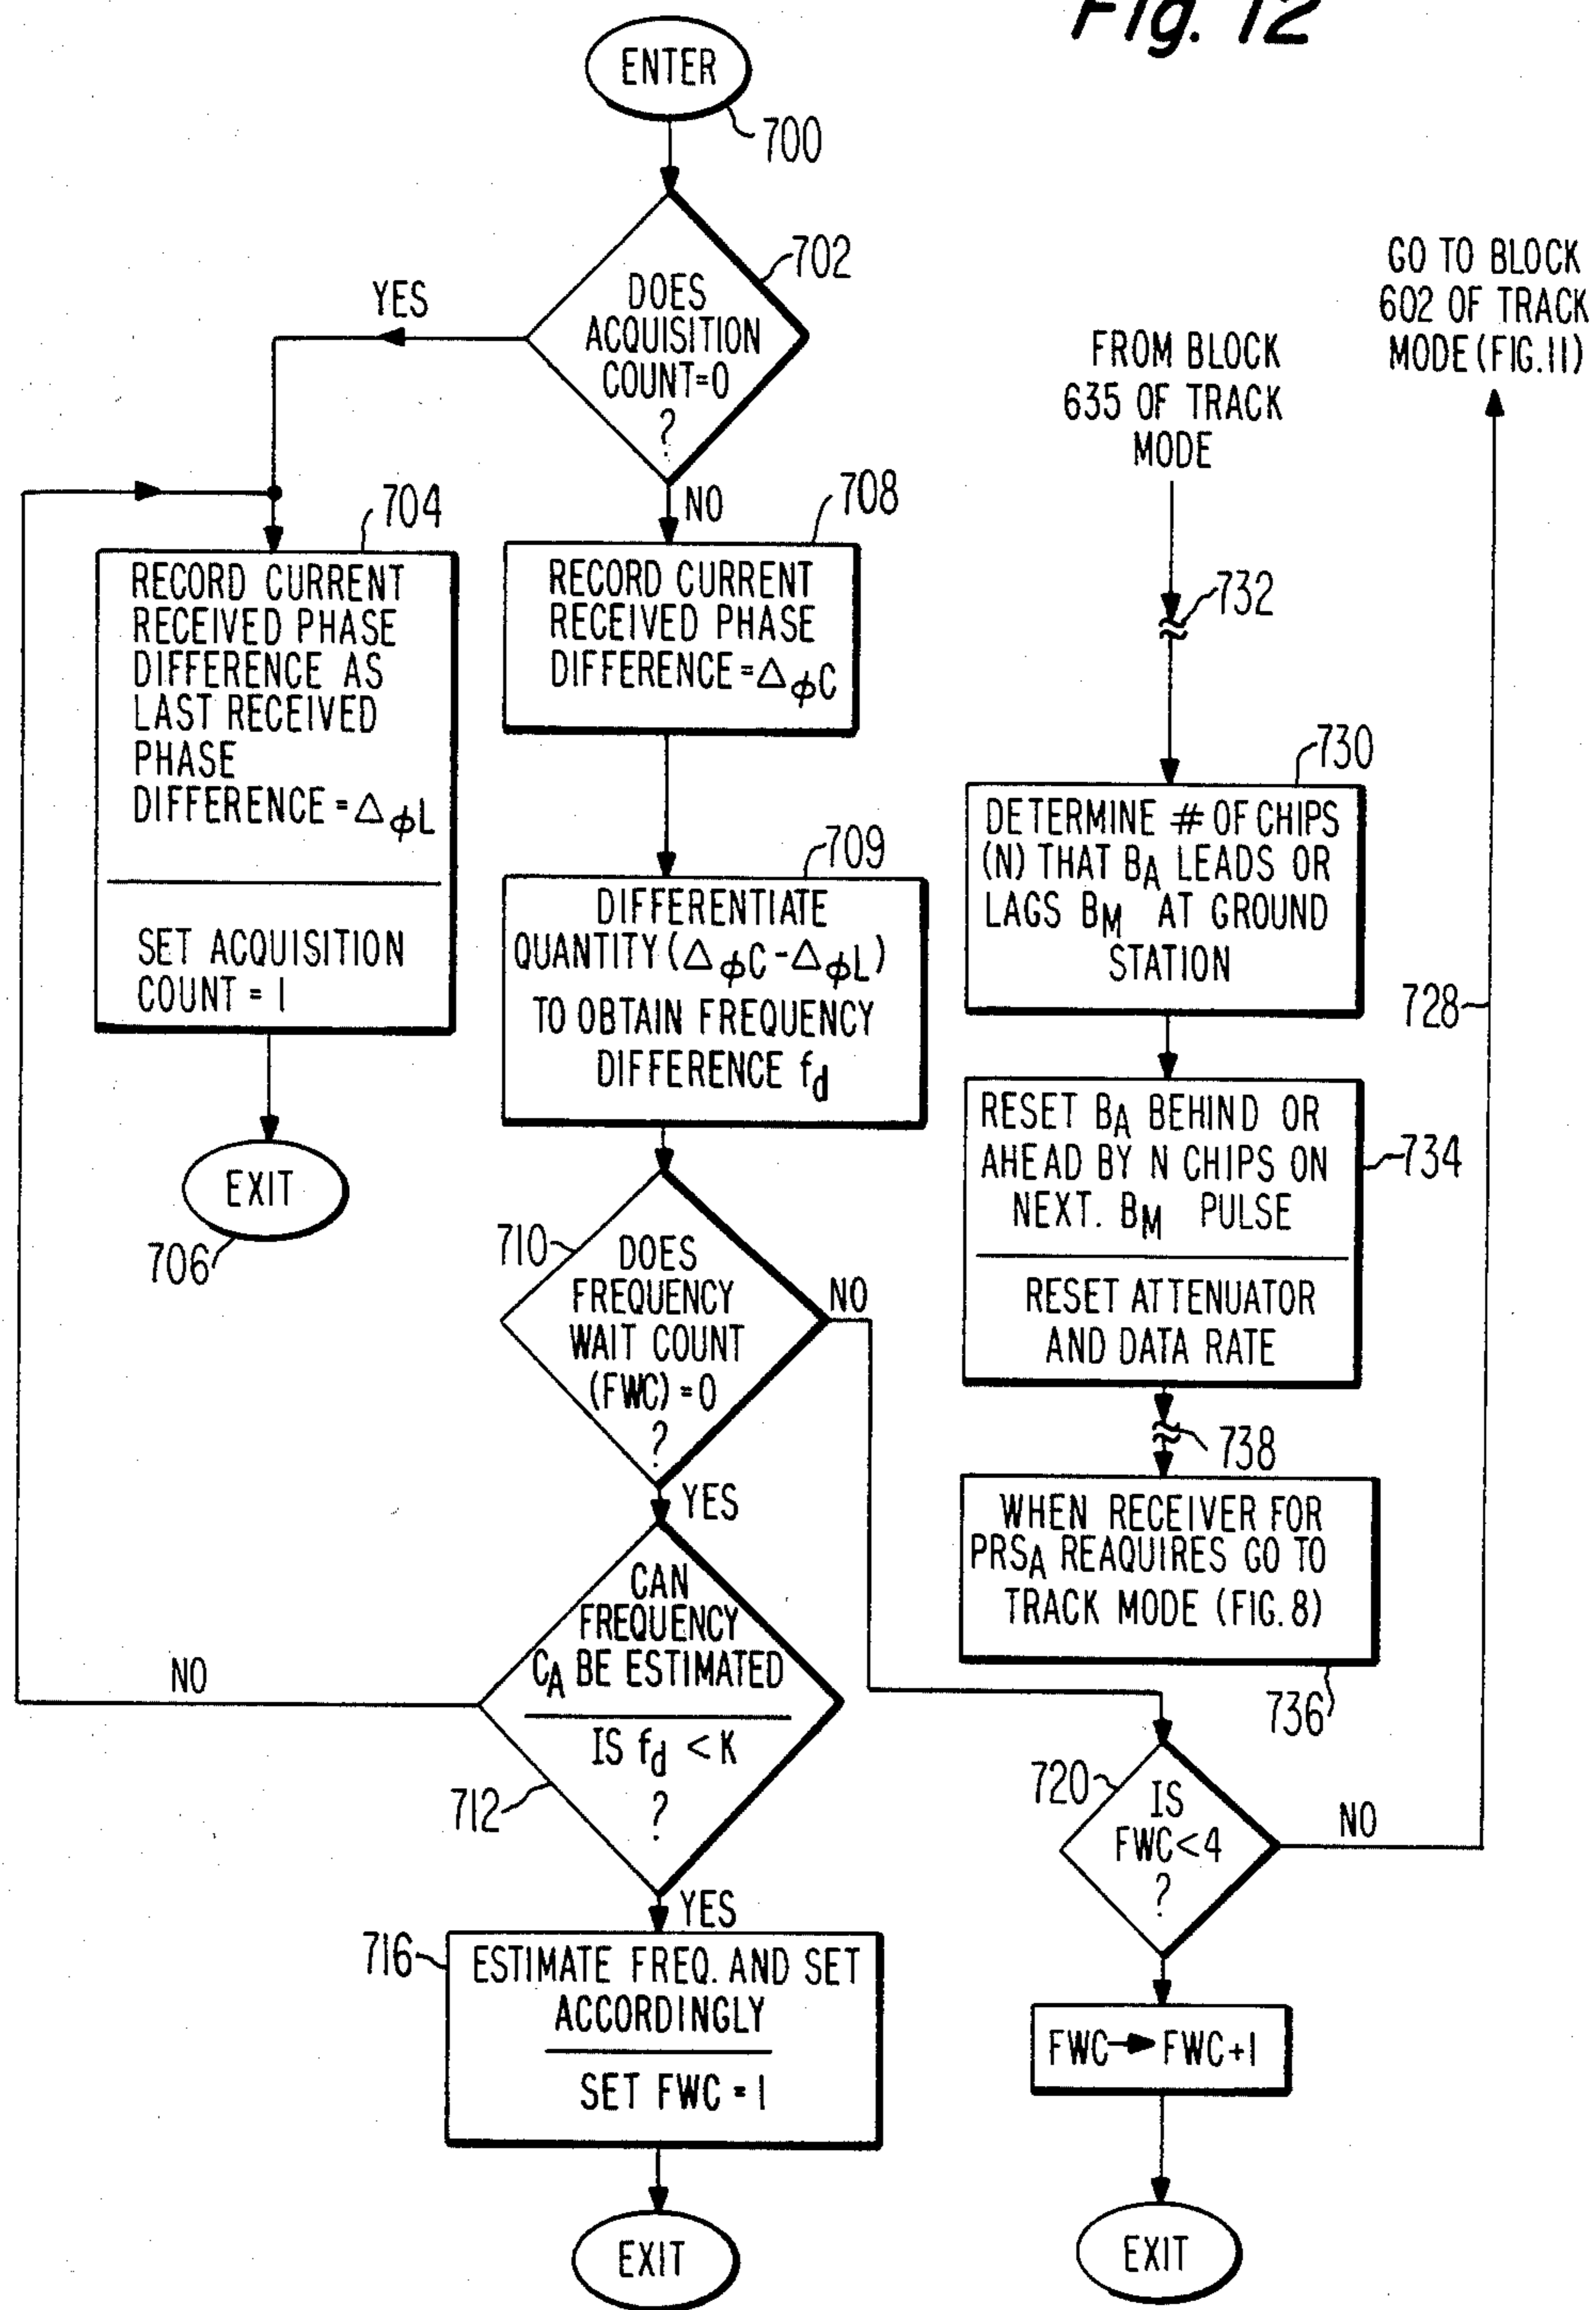 Fig. 12
ENTER
700
702
DOES
ACQUISITION
COUNT=0
?
YES
NO
704
RECORD CURRENT
RECEIVED PHASE
DIFFERENCE AS
LAST RECEIVED
PHASE
DIFFERENCE = ΔϕL
SET ACQUISITION
COUNT = 1
EXIT
706
708
RECORD CURRENT
RECEIVED PHASE
DIFFERENCE = ΔϕC
709
DIFFERENTIATE
QUANTITY (ΔϕC - ΔϕL)
TO OBTAIN FREQUENCY
DIFFERENCE fd
710
DOES
FREQUENCY
WAIT COUNT
(FWC) = 0
?
NO
YES
CAN
FREQUENCY
CA BE ESTIMATED
IS fd < K
?
712
NO
YES
716
ESTIMATE FREQ. AND SET
ACCORDINGLY
SET FWC = 1
EXIT
FROM BLOCK
635 OF TRACK
MODE
732
730
DETERMINE # OF CHIPS
(N) THAT BA LEADS OR
LAGS BM AT GROUND
STATION
RESET BA BEHIND OR
AHEAD BY N CHIPS ON
NEXT. BM PULSE
734
RESET ATTENUATOR
AND DATA RATE
738
WHEN RECEIVER FOR
PRSA REAQUIRES GO TO
TRACK MODE (FIG. 8)
736
720
IS
FWC<4
?
NO
FWC→FWC+1
EXIT
728
GO TO BLOCK
602 OF TRACK
MODE (FIG. 11)